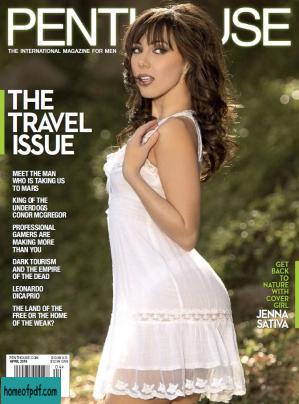 PENTHOUSE
THE INTERNATIONAL MAGAZINE FOR MEN
THE
TRAVEL
ISSUE
MEET THE MAN
WHO IS TAKING US
TO MARS
KING OF THE
UNDERDOGS
CONOR MCGREGOR
PROFESSIONAL
GAMERS ARE
MAKING MORE
THAN YOU
DARK TOURISM
AND THE EMPIRE
OF THE DEAD
LEONARDO
DICAPRIO
THE LAND OF THE
FREE OR THE HOME
OF THE WEAK?
GET
BACK TO
NATURE WITH
COVER
GIRL
JENNA
SATIVA
PENTHOUSE.COM
homeofpdf.com